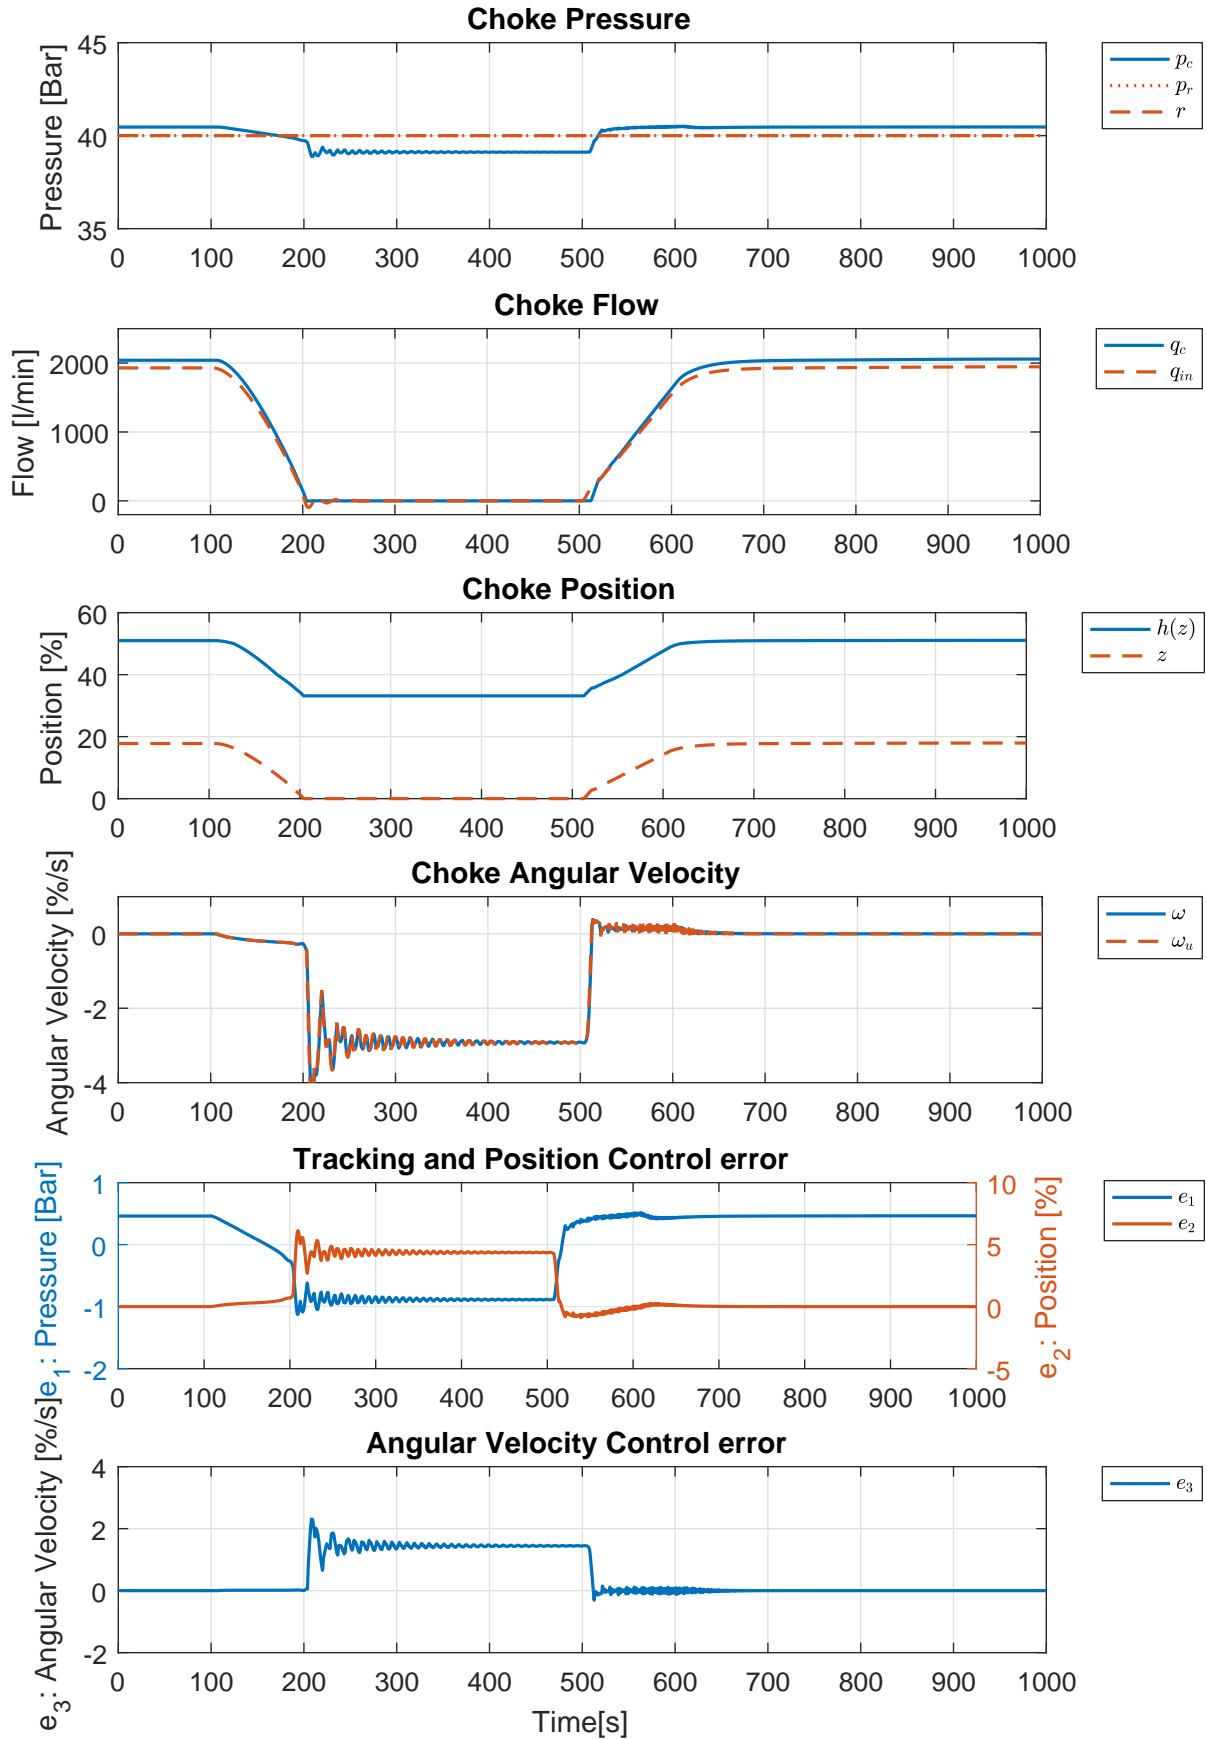 Choke Pressure
Pressure [Bar]
45
40
35
0 100 200 300 400 500 600 700 800 900 1000
p_c
p_r
r
Choke Flow
Flow [l/min]
2000
1000
0
0 100 200 300 400 500 600 700 800 900 1000
q_c
q_in
Choke Position
Position [%]
60
40
20
0
0 100 200 300 400 500 600 700 800 900 1000
h(z)
z
Choke Angular Velocity
Angular Velocity [%/s]
0
-2
-4
0 100 200 300 400 500 600 700 800 900 1000
ω
ω_u
Tracking and Position Control error
e_1: Pressure [Bar]
1
0
-1
-2
10
5
0
-5
e_2: Position [%]
0 100 200 300 400 500 600 700 800 900 1000
e_1
e_2
Angular Velocity Control error
e_3: Angular Velocity [%/s]
4
2
0
-2
0 100 200 300 400 500 600 700 800 900 1000
Time[s]
e_3